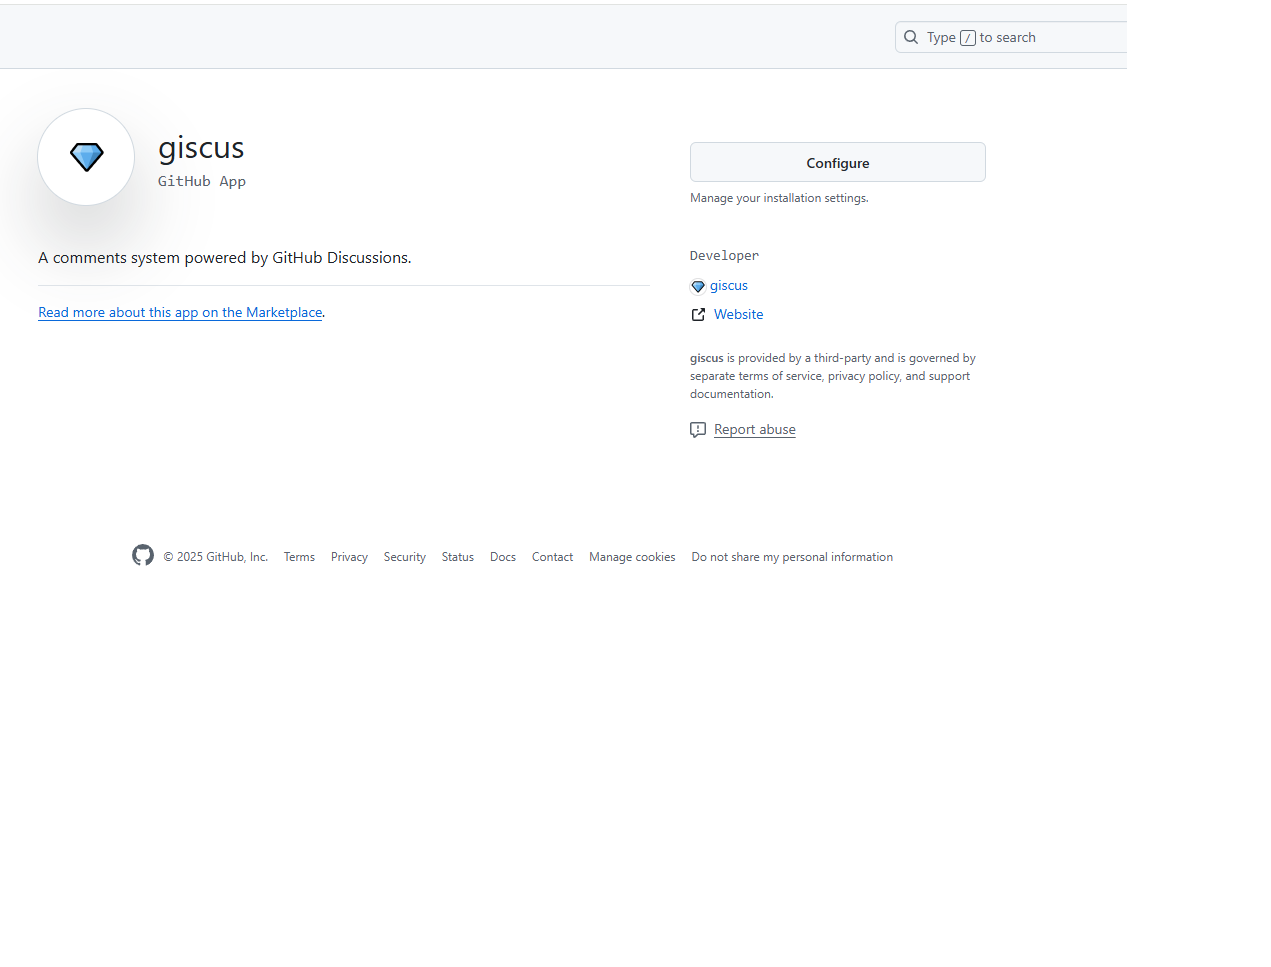 Type / to search
giscus
GitHub App
Configure
Manage your installation settings.
A comments system powered by GitHub Discussions.
Read more about this app on the Marketplace.
Developer
giscus
Website
giscus is provided by a third-party and is governed by
separate terms of service, privacy policy, and support
documentation.
Report abuse
© 2025 GitHub, Inc. Terms Privacy Security Status Docs Contact Manage cookies Do not share my personal information